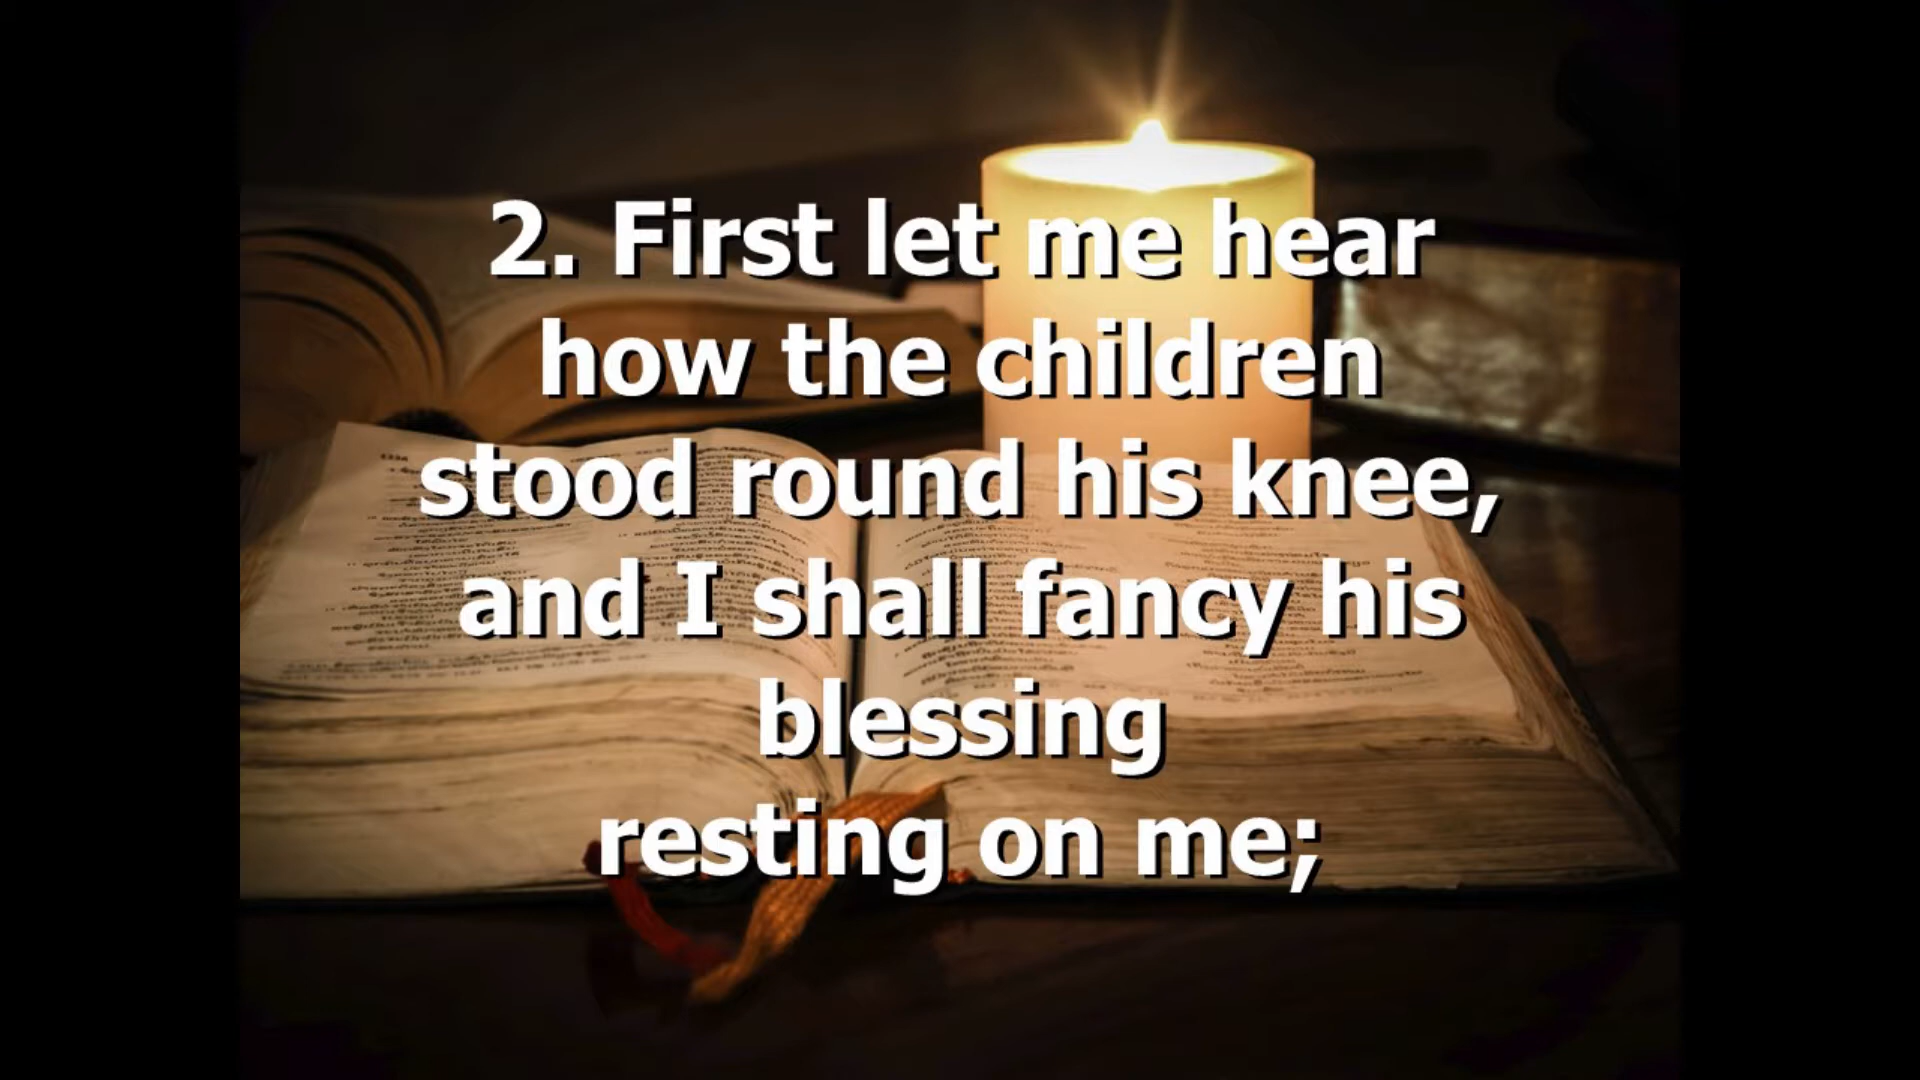 2. First let me hear
how the children
stood round his knee,
and I shall fancy his
blessing
resting on me;